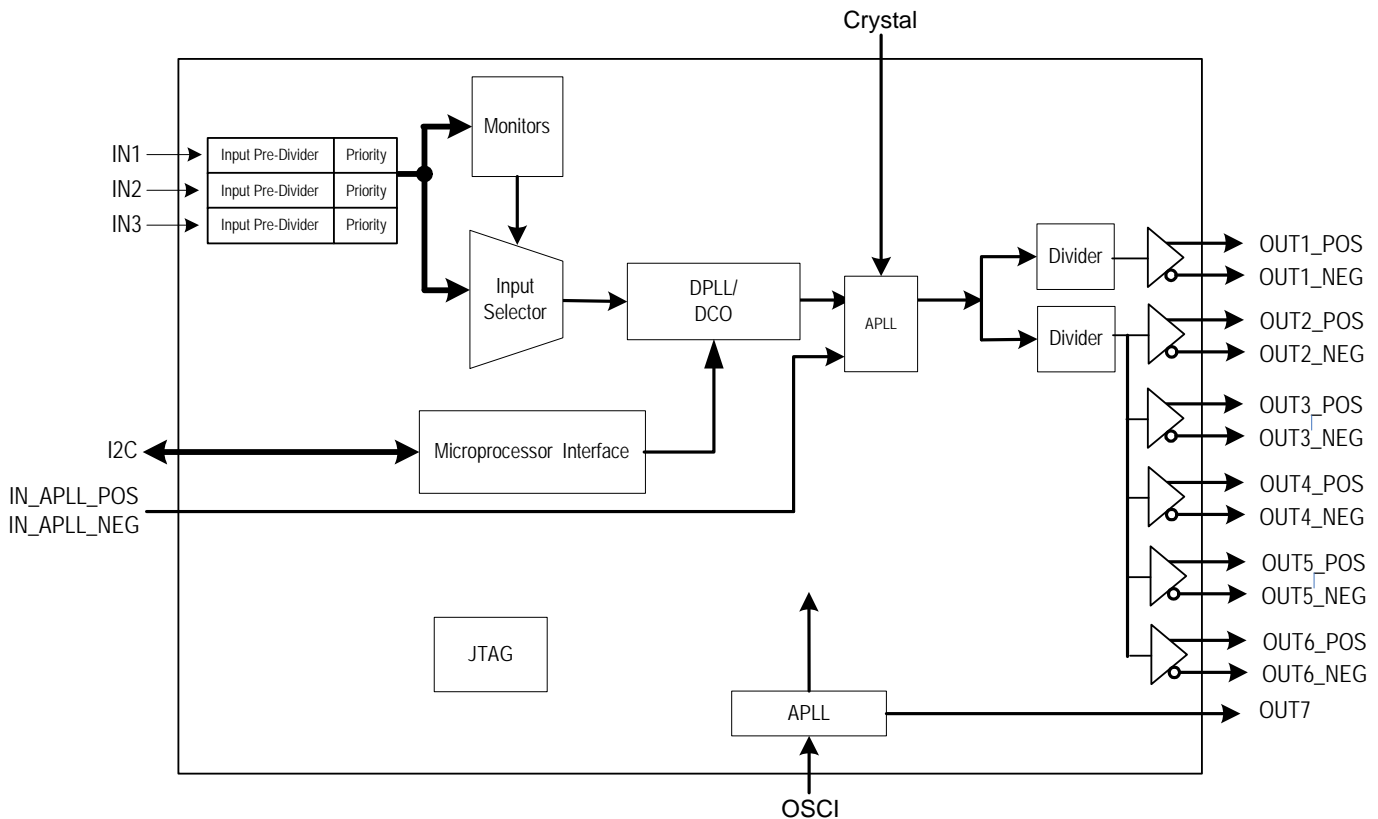 Crystal
Monitors
IN1
Input Pre-Divider Priority
IN2
Input Pre-Divider Priority
IN3
Input Pre-Divider Priority
Input
Selector
DPLL/
DCO
APLL
Divider
Divider
OUT1_POS
OUT1_NEG
OUT2_POS
OUT2_NEG
OUT3_POS
OUT3_NEG
OUT4_POS
OUT4_NEG
OUT5_POS
OUT5_NEG
OUT6_POS
OUT6_NEG
OUT7
I2C
Microprocessor Interface
IN_APLL_POS
IN_APLL_NEG
JTAG
APLL
OSCI